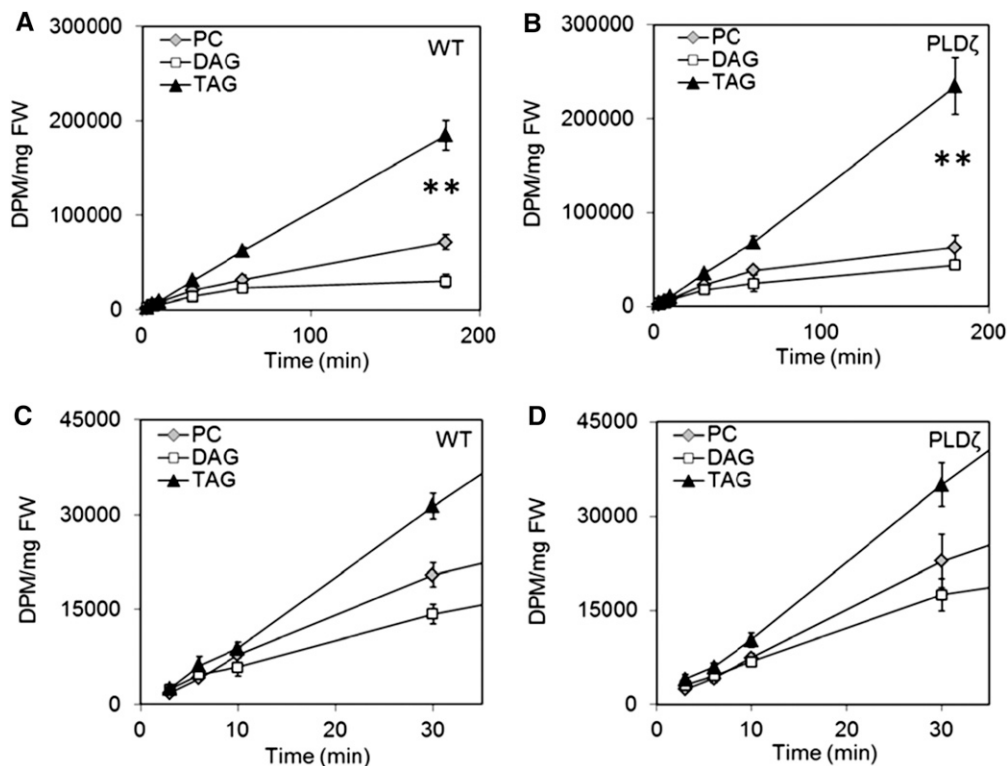 A
300000
200000
100000
0
DPM/mg FW
PC
DAG
TAG
WT
**
100
200
Time (min)
B
300000
200000
100000
0
DPM/mg FW
PC
DAG
TAG
PLDζ
**
0
100
200
Time (min)
C
45000
30000
15000
0
DPM/mg FW
PC
DAG
TAG
WT
0
10
20
30
Time (min)
D
45000
30000
15000
0
DPM/mg FW
PC
DAG
TAG
PLDζ
0
10
20
30
Time (min)